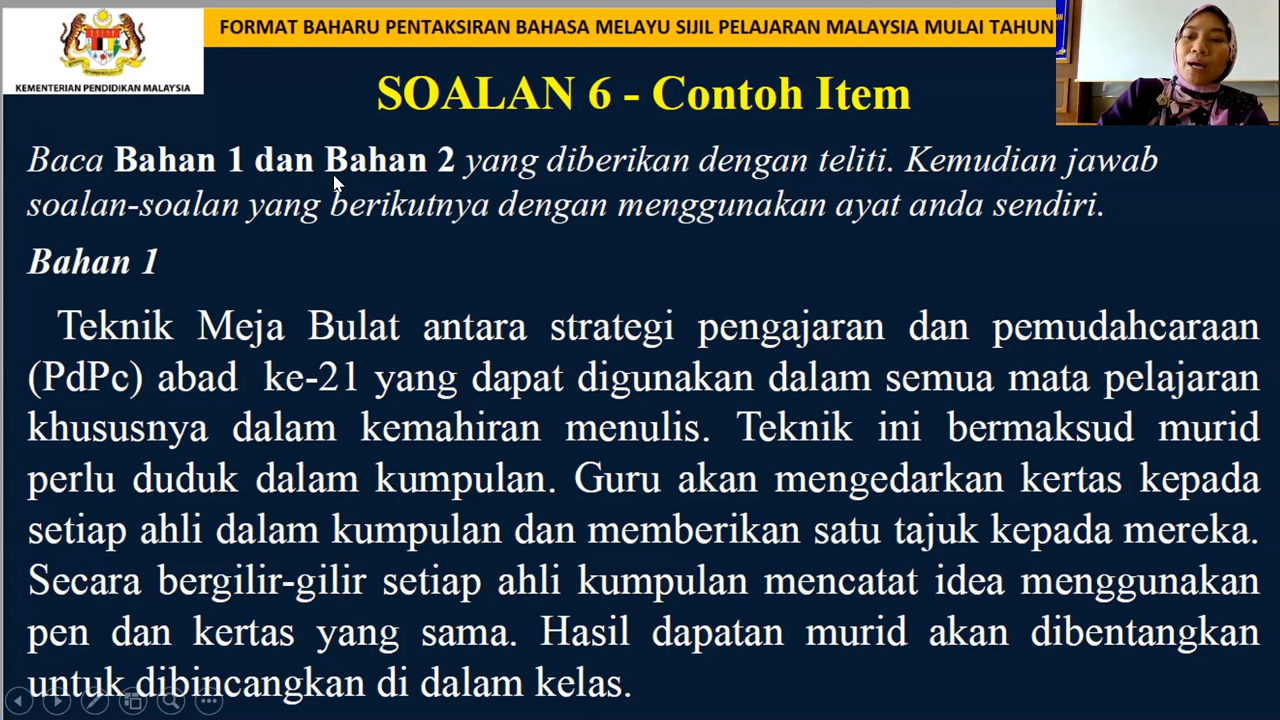 KEMENTERIAN PENDIDIKAN MALAYSIA
FORMAT BAHARU PENTAKSIRAN BAHASA MELAYU SIJIL PELAJARAN MALAYSIA MULAI TAHUN
SOALAN 6 - Contoh Item
Baca Bahan 1 dan Bahan 2 yang diberikan dengan teliti. Kemudian jawab
soalan-soalan yang berikutnya dengan menggunakan ayat anda sendiri.
Bahan 1
Teknik Meja Bulat antara strategi pengajaran dan pemudahcaraan
(PdPc) abad ke-21 yang dapat digunakan dalam semua mata pelajaran
khususnya dalam kemahiran menulis. Teknik ini bermaksud murid
perlu duduk dalam kumpulan. Guru akan mengedarkan kertas kepada
setiap ahli dalam kumpulan dan memberikan satu tajuk kepada mereka.
Secara bergilir-gilir setiap ahli kumpulan mencatat idea menggunakan
pen dan kertas yang sama. Hasil dapatan murid akan dibentangkan
untuk dibincangkan di dalam kelas.